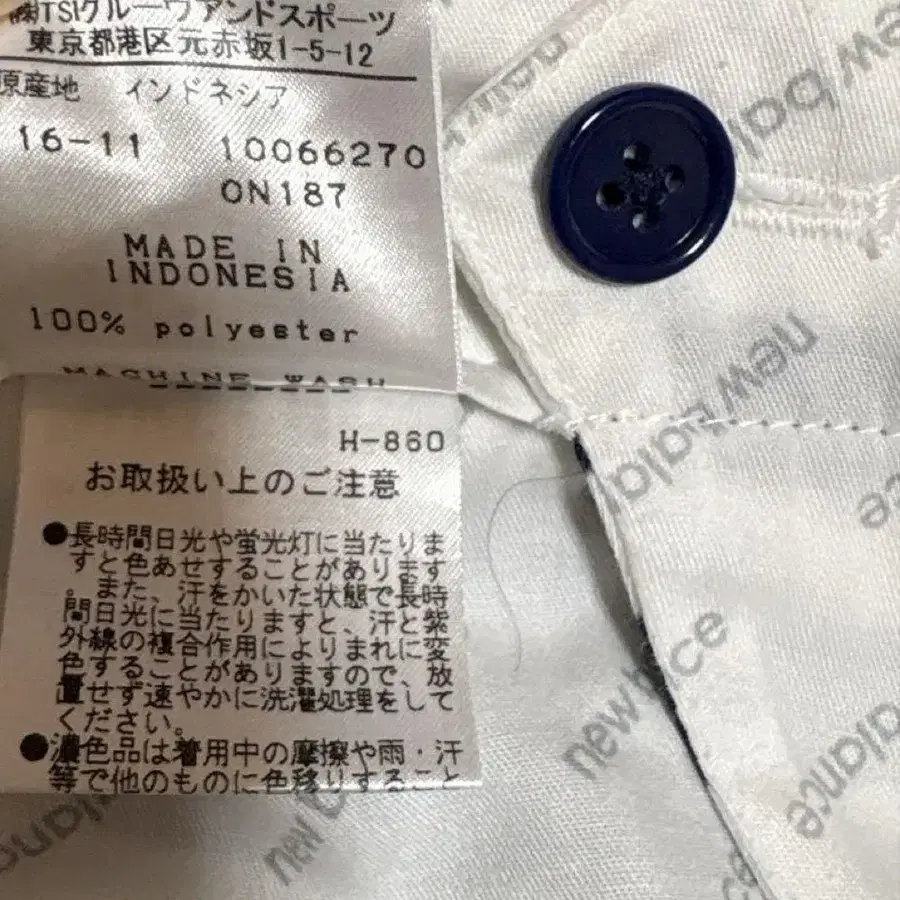 ㈱TSIグルーヴアンドスポーツ
東京都港区元赤坂1-5-12
原産地 インドネシア
16-11 10066270
0N187
MADE IN
INDONESIA
100% polyester
MACHINE WASH
H-860
お取扱い上のご注意
●長時間日光や蛍光灯に当たりま
すと色あせすることがあります
。また、汗をかいた状態で長時
間日光に当たりますと、汗と紫
外線の複合作用によりまれに変
色することがありますので、放
置せず速やかに洗濯処理をして
ください。
●濃色品は着用中の摩擦や雨・汗
等で他のものに色移りすること
new bal
new balance
new b
ce
alance
new b